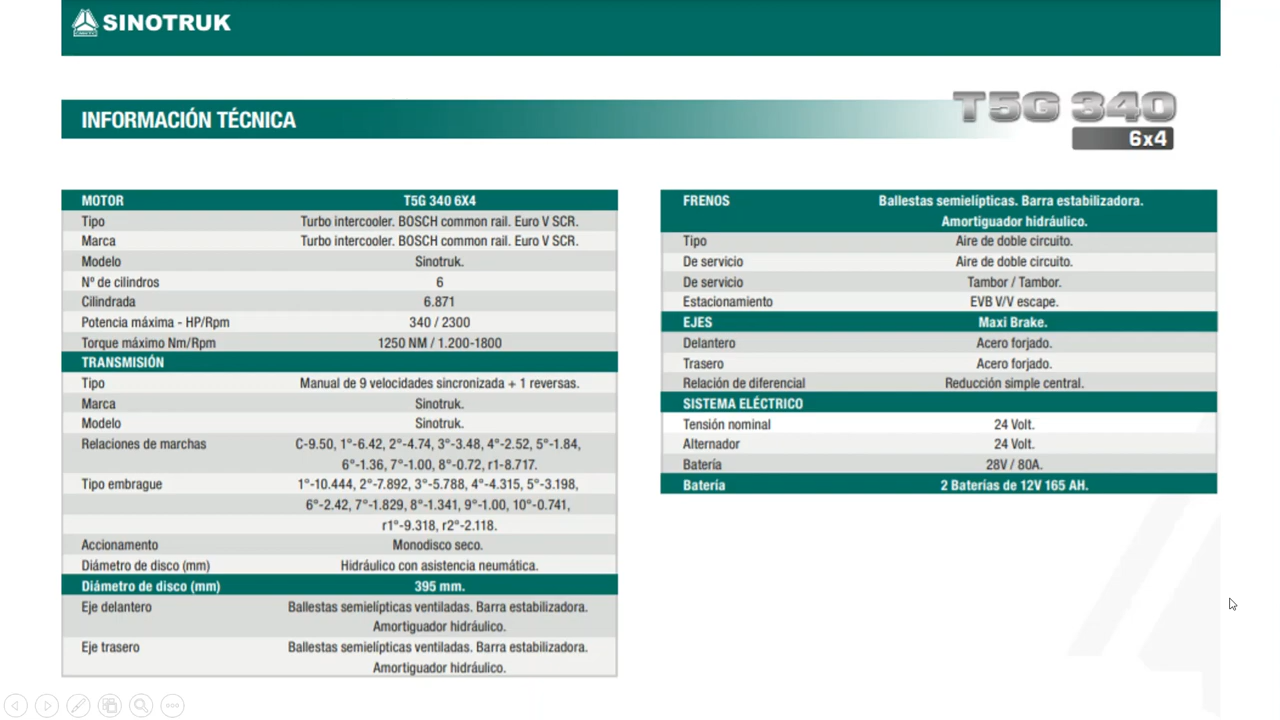 SINOTRUK
INFORMACIÓN TÉCNICA
T5G 340
6x4
MOTOR T5G 340 6X4
Tipo Turbo intercooler. BOSCH common rail. Euro V SCR.
Marca Turbo intercooler. BOSCH common rail. Euro V SCR.
Modelo Sinotruk.
Nº de cilindros 6
Cilindrada 6.871
Potencia máxima - HP/Rpm 340 / 2300
Torque máximo Nm/Rpm 1250 NM / 1.200-1800
TRANSMISIÓN
Tipo Manual de 9 velocidades sincronizada + 1 reversas.
Marca Sinotruk.
Modelo Sinotruk.
Relaciones de marchas C-9.50, 1°-6.42, 2°-4.74, 3°-3.48, 4°-2.52, 5°-1.84,
6°-1.36, 7°-1.00, 8°-0.72, r1-8.717.
Tipo embrague 1°-10.444, 2°-7.892, 3°-5.788, 4°-4.315, 5°-3.198,
6°-2.42, 7°-1.829, 8°-1.341, 9°-1.00, 10°-0.741,
r1°-9.318, r2°-2.118.
Accionamento Monodisco seco.
Diámetro de disco (mm) Hidráulico con asistencia neumática.
Diámetro de disco (mm) 395 mm.
Eje delantero Ballestas semielípticas ventiladas. Barra estabilizadora.
Amortiguador hidráulico.
Eje trasero Ballestas semielípticas ventiladas. Barra estabilizadora.
Amortiguador hidráulico.
FRENOS Ballestas semielípticas. Barra estabilizadora.
Amortiguador hidráulico.
Tipo Aire de doble circuito.
De servicio Aire de doble circuito.
De servicio Tambor / Tambor.
Estacionamiento EVB V/V escape.
EJES Maxi Brake.
Delantero Acero forjado.
Trasero Acero forjado.
Relación de diferencial Reducción simple central.
SISTEMA ELÉCTRICO
Tensión nominal 24 Volt.
Alternador 24 Volt.
Batería 28V / 80A.
Batería 2 Baterías de 12V 165 AH.